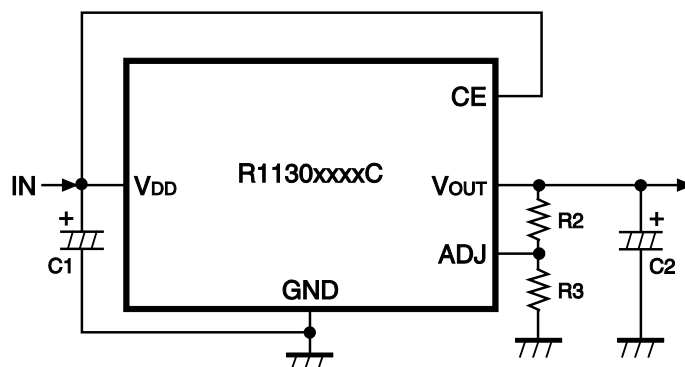 CE
R1130xxxxC
IN
VDD
VOUT
+
+
R2
C1
ADJ
C2
R3
GND